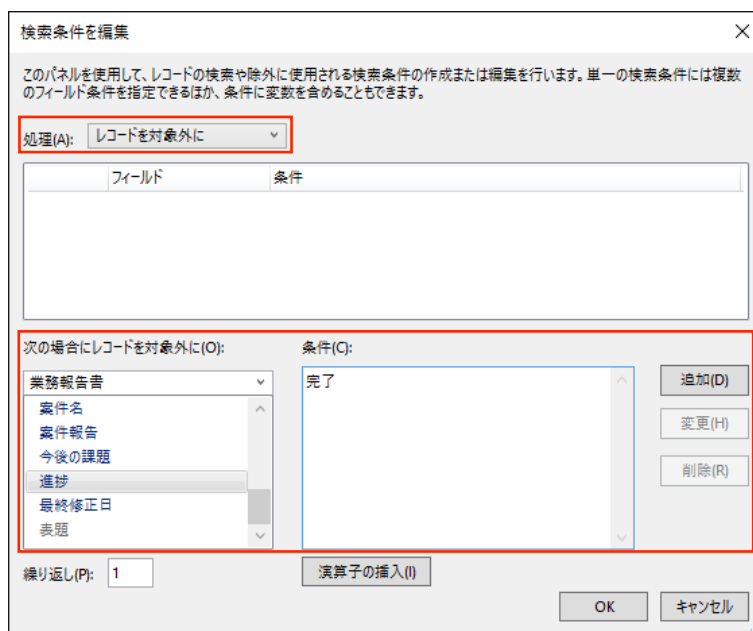 検索条件を編集
このパネルを使用して、レコードの検索や除外に使用される検索条件の作成または編集を行います。単一の検索条件には複数
のフィールド条件を指定できるほか、条件に変数を含めることもできます。
処理(A): レコードを対象外に
フィールド 条件
次の場合にレコードを対象外に(O): 条件(C):
業務報告書 完了 追加(D)
案件名
案件報告 変更(H)
今後の課題
進捗 削除(R)
最終修正日
表題
繰り返し(P): 1 演算子の挿入(I)
OK キャンセル